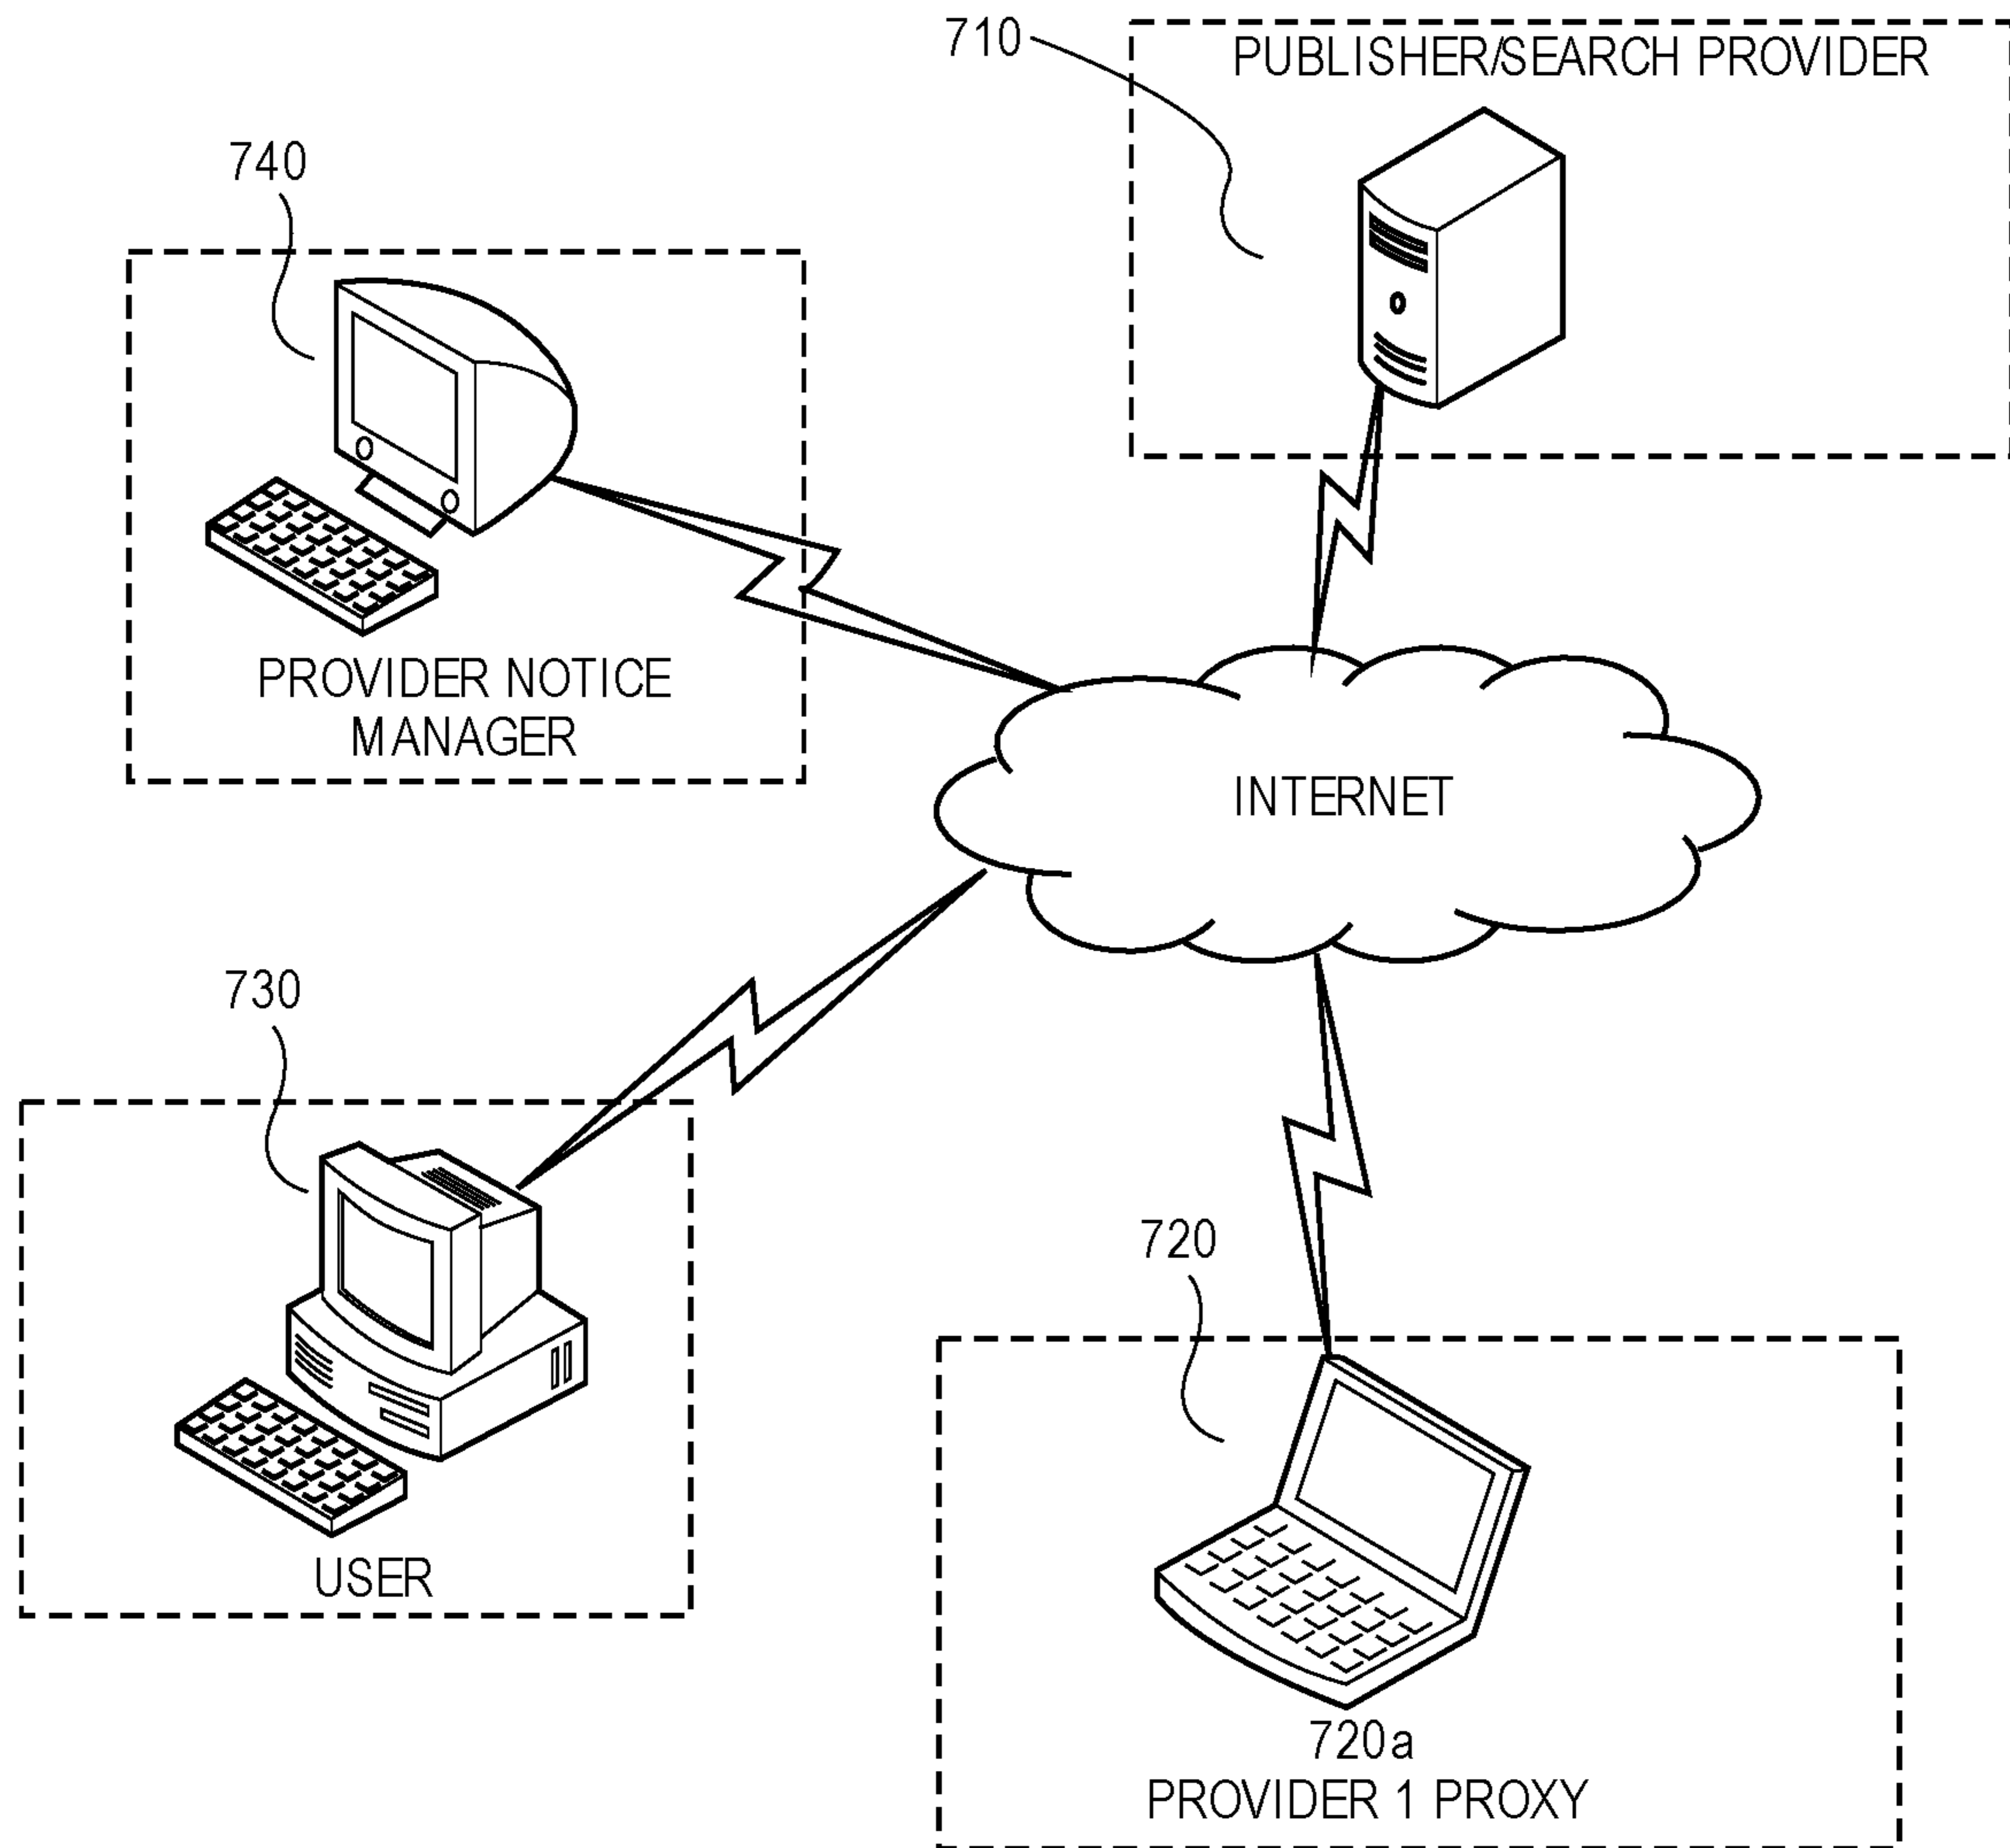 710
PUBLISHER/SEARCH PROVIDER
740
PROVIDER NOTICE
MANAGER
INTERNET
730
USER
720
720a
PROVIDER 1 PROXY